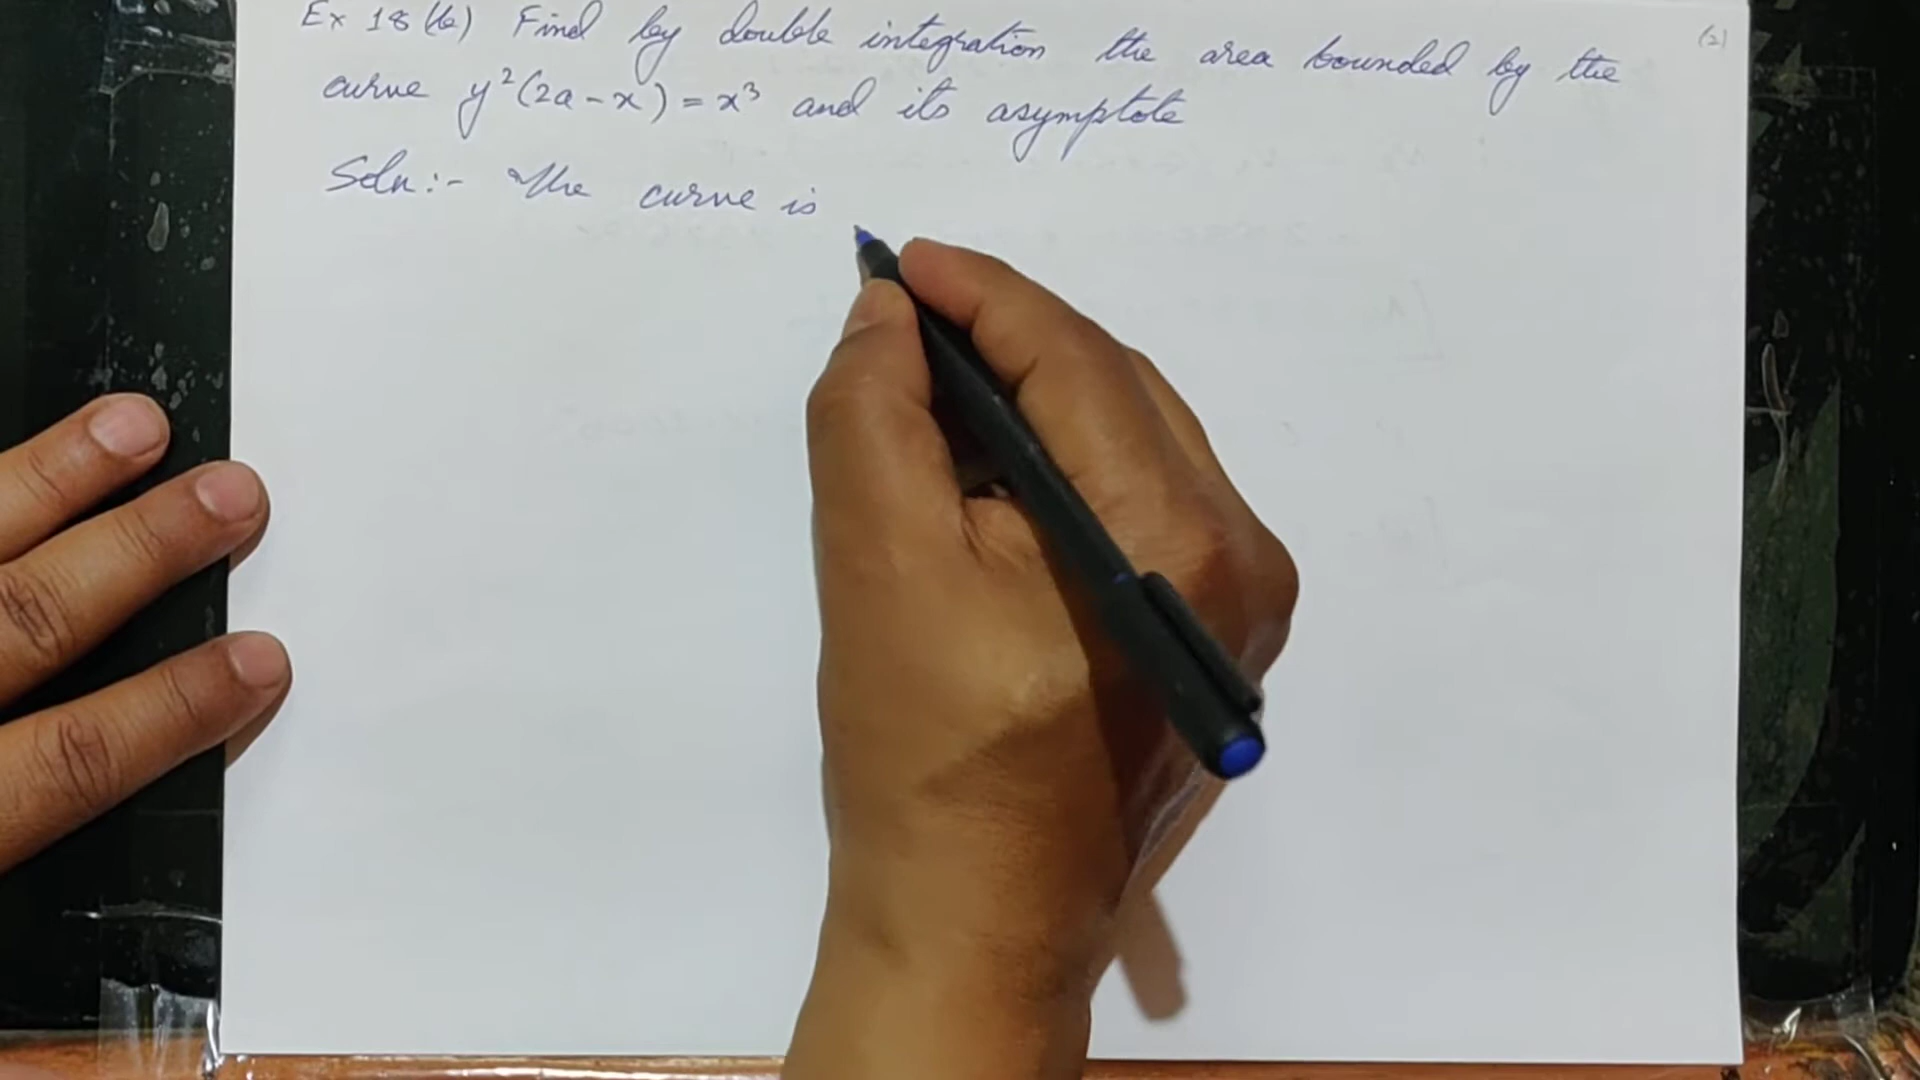 Ex 18(b) Find by double integration the area bounded by the (2)
curve y²(2a-x)=x³ and its asymptote
Soln:- The curve is